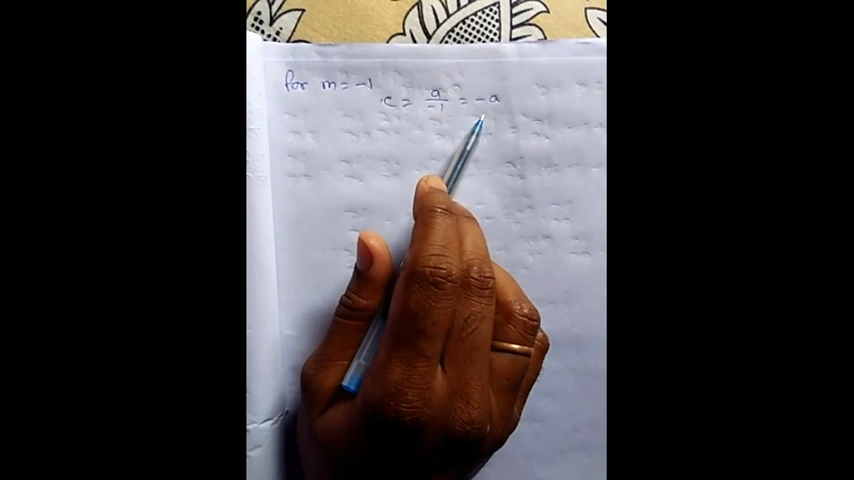 for m = -1
c = a/-1 = -a